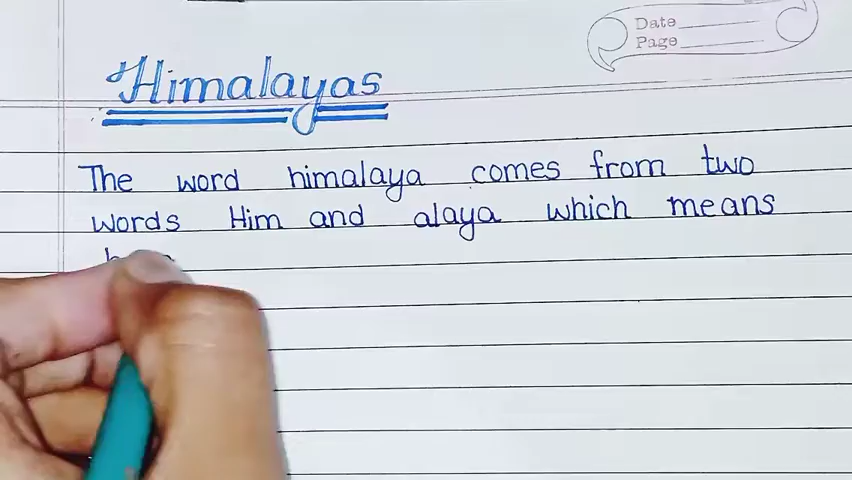 Date
Page
Himalayas
The word himalaya comes from two
words Him and alaya which means